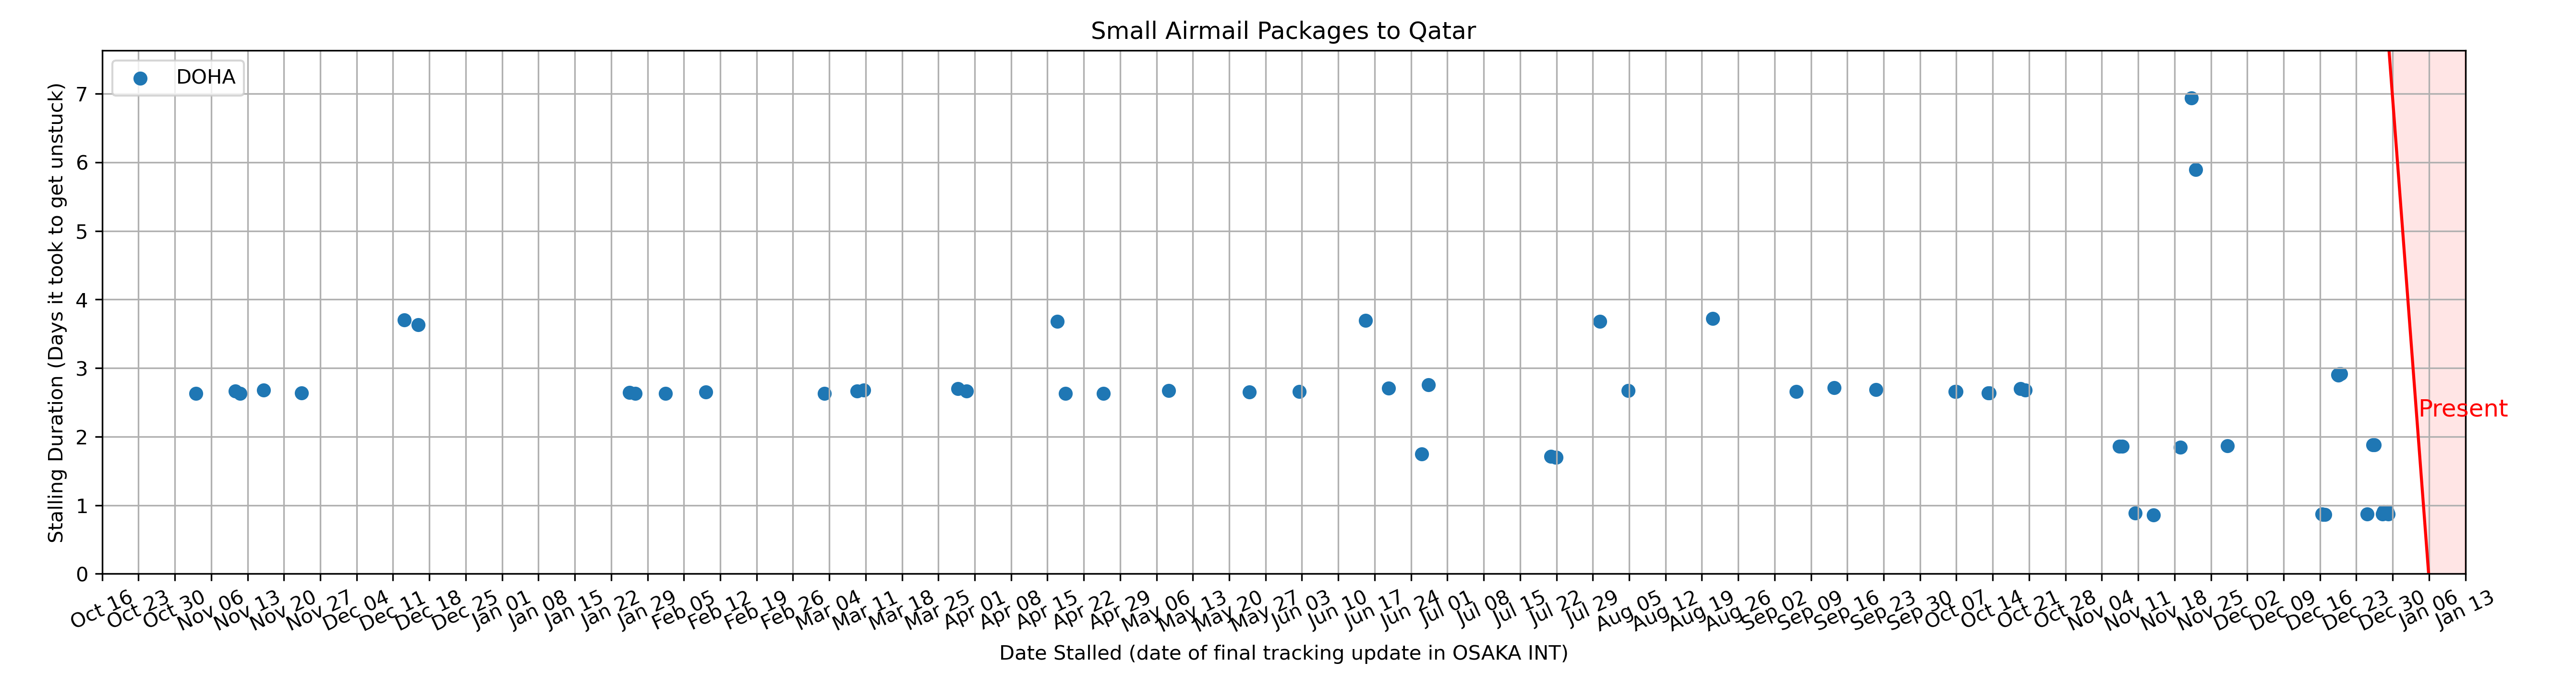 Small Airmail Packages to Qatar
DOHA
Stalling Duration (Days it took to get unstuck)
7
6
5
4
3
2
1
0
Present
Oct 16
Oct 23
Oct 30
Nov 06
Nov 13
Nov 20
Nov 27
Dec 04
Dec 11
Dec 18
Dec 25
Jan 01
Jan 08
Jan 15
Jan 22
Jan 29
Feb 05
Feb 12
Feb 19
Feb 26
Mar 04
Mar 11
Mar 18
Mar 25
Apr 01
Apr 08
Apr 15
Apr 22
Apr 29
May 06
May 13
May 20
May 27
Jun 03
Jun 10
Jun 17
Jun 24
Jul 01
Jul 08
Jul 15
Jul 22
Jul 29
Aug 05
Aug 12
Aug 19
Aug 26
Sep 02
Sep 09
Sep 16
Sep 23
Sep 30
Oct 07
Oct 14
Oct 21
Oct 28
Nov 04
Nov 11
Nov 18
Nov 25
Dec 02
Dec 09
Dec 16
Dec 23
Dec 30
Jan 06
Jan 13
Date Stalled (date of final tracking update in OSAKA INT)